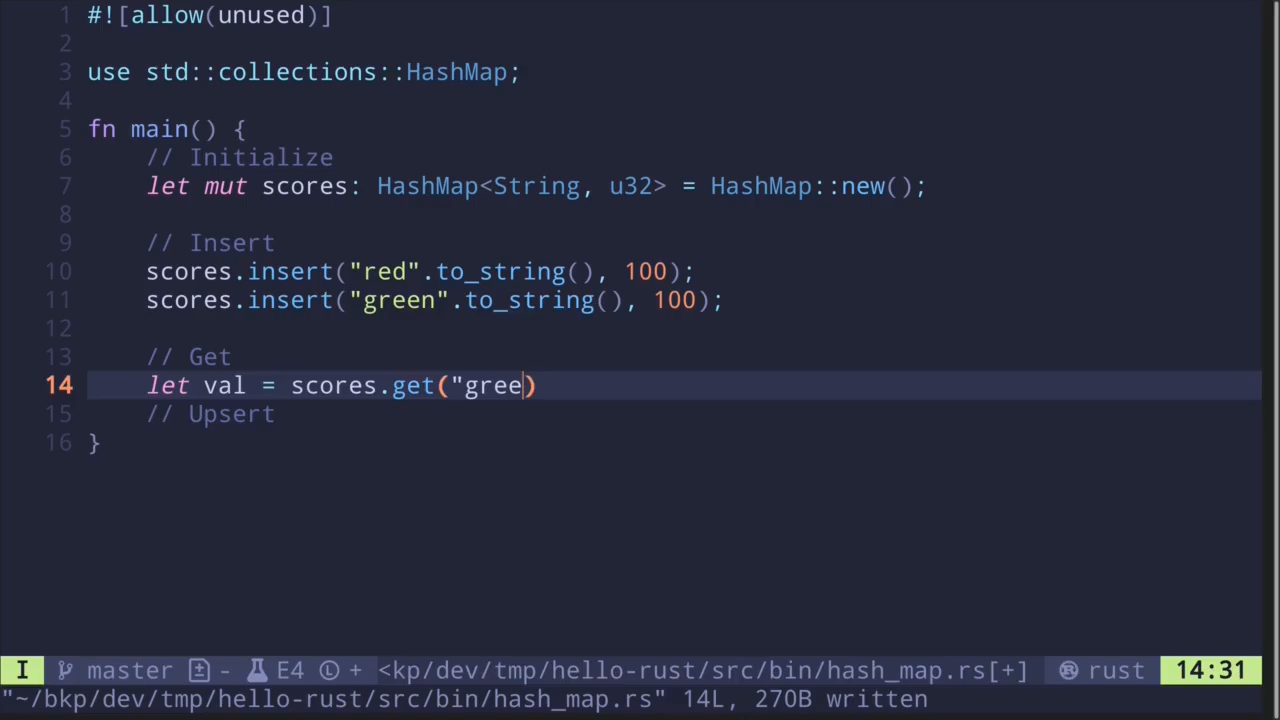 1 #![allow(unused)]
2
3 use std::collections::HashMap;
4
5 fn main() {
6     // Initialize
7     let mut scores: HashMap<String, u32> = HashMap::new();
8
9     // Insert
10     scores.insert("red".to_string(), 100);
11     scores.insert("green".to_string(), 100);
12
13     // Get
14     let val = scores.get("gree)
15     // Upsert
16 }
I master - E4 + <kp/dev/tmp/hello-rust/src/bin/hash_map.rs[+] rust 14:31
"~/bkp/dev/tmp/hello-rust/src/bin/hash_map.rs" 14L, 270B written